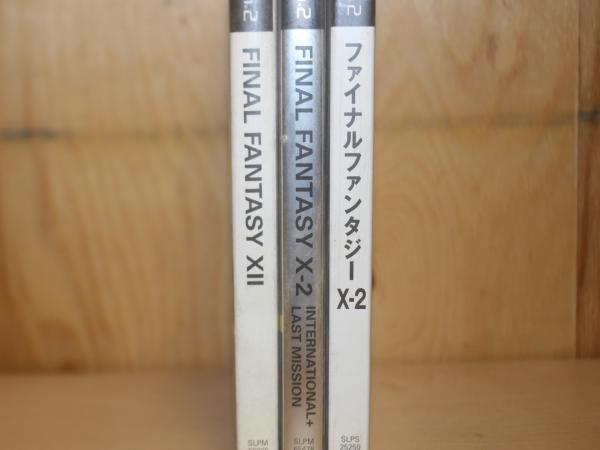 FINAL FANTASY XII
SLPM
FINAL FANTASY X-2
INTERNATIONAL+
LAST MISSION
SLPM
ファイナルファンタジー
X-2
SLPS
25250